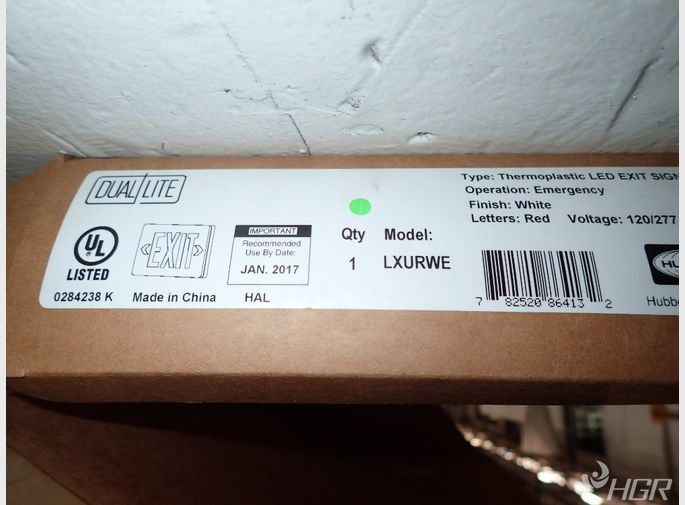 DUAL LITE
Type: Thermoplastic LED EXIT SIGN
Operation: Emergency
Finish: White
Letters: Red Voltage: 120/277
UL
LISTED
EXIT
IMPORTANT
Recommended
Use By Date:
JAN. 2017
Qty Model:
1 LXURWE
0284238 K Made in China HAL
7 82520 86413 2
HGR